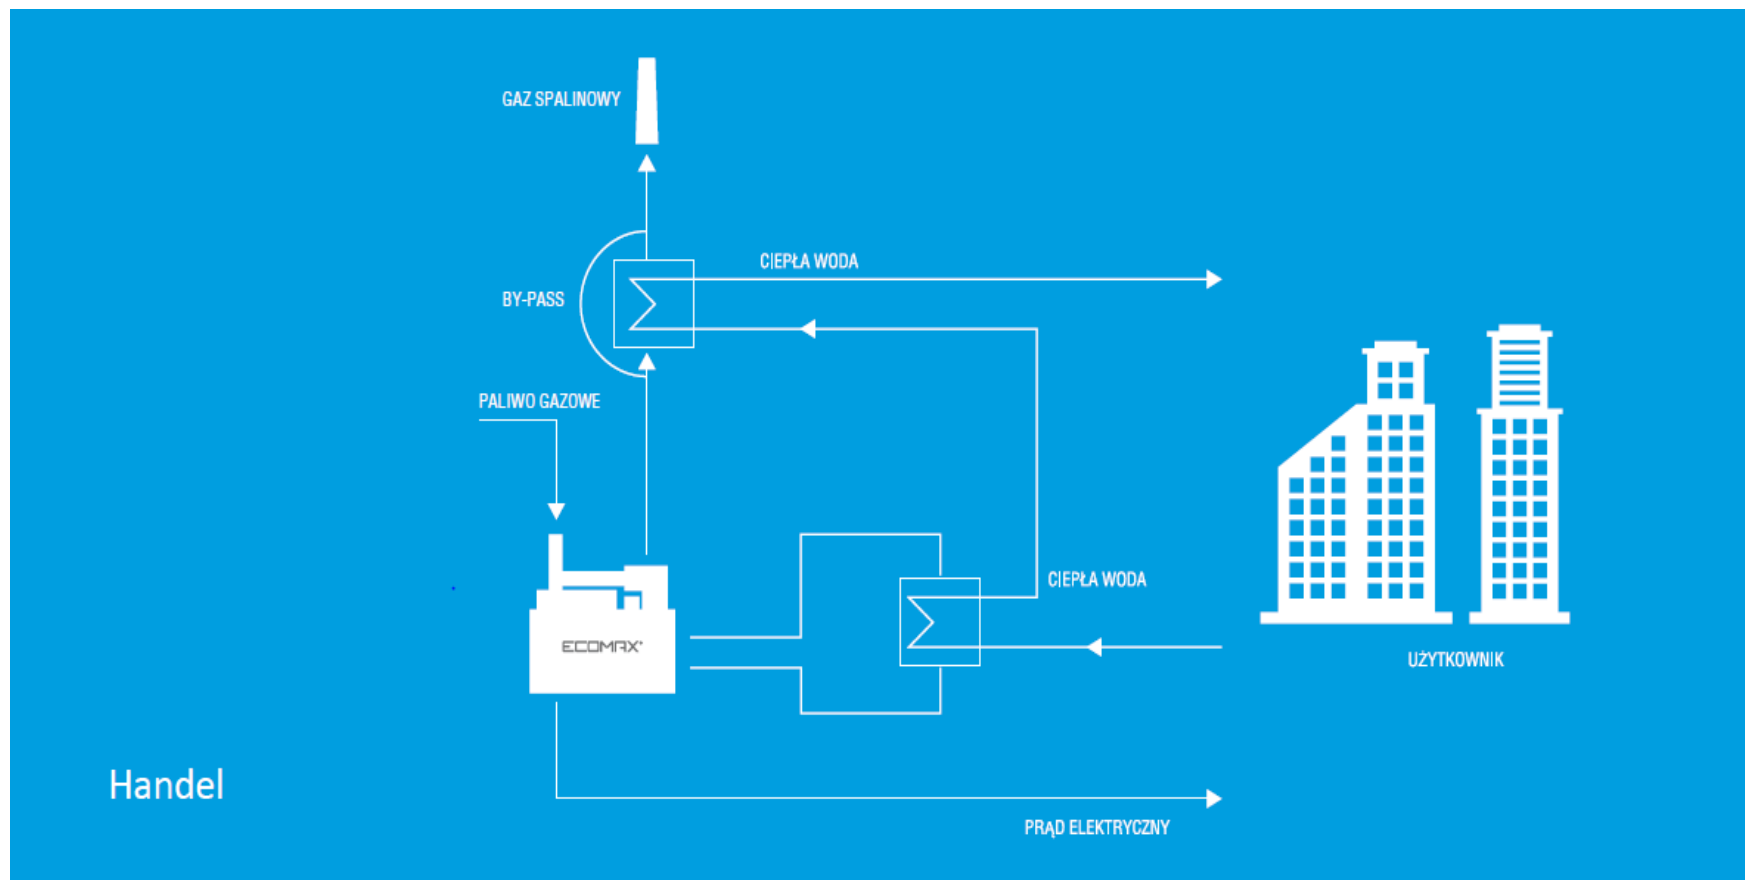 GAZ SPALINOWY
CIEPŁA WODA
BY-PASS
PALIWO GAZOWE
CIEPŁA WODA
ECOMAX
UŻYTKOWNIK
Handel
PRĄD ELEKTRYCZNY